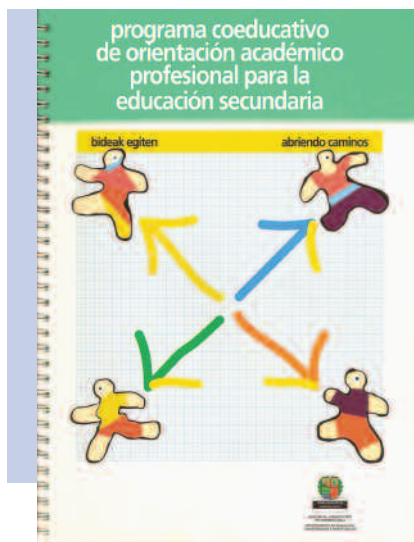 programa coeducativo
de orientación académico
profesional para la
educación secundaria
bideak egiten abriendo caminos